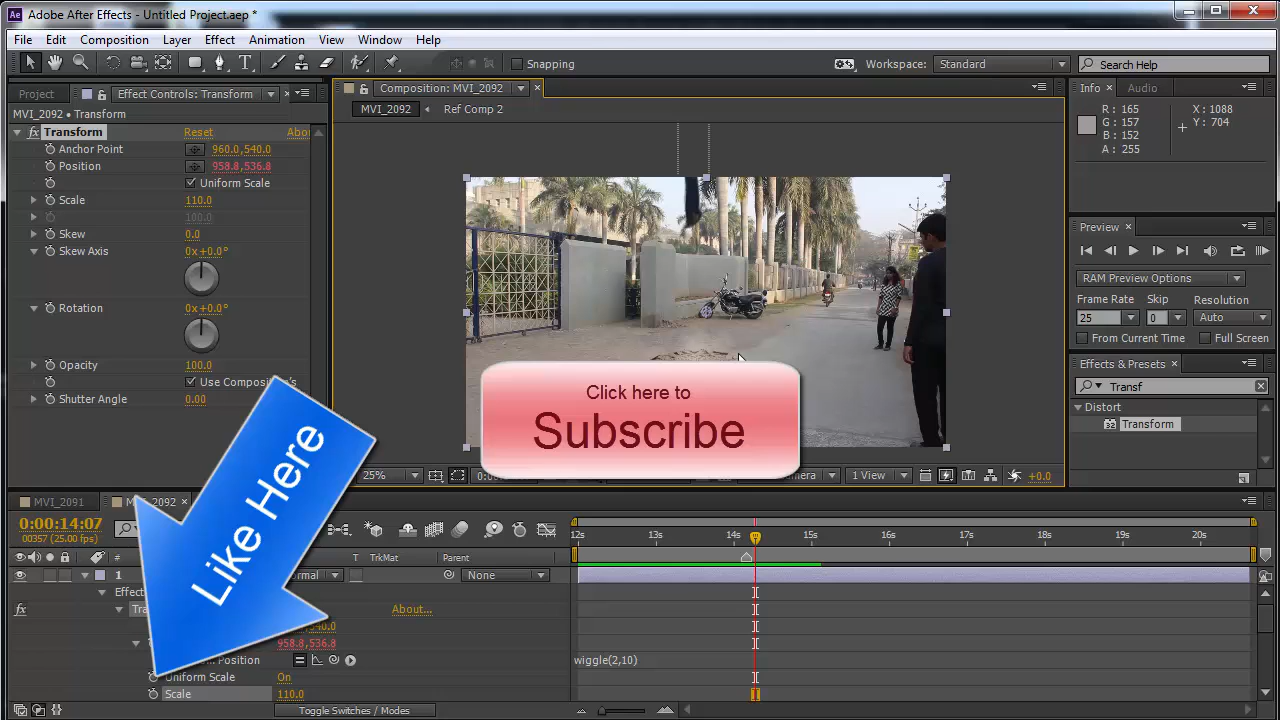 Adobe After Effects - Untitled Project.aep *
File Edit Composition Layer Effect Animation View Window Help
Snapping Workspace: Standard Search Help
Project Effect Controls: Transform
MVI_2092 • Transform
fx Transform Reset Abou
Anchor Point 960.0,540.0
Position 958.8,536.8
Uniform Scale
Scale 110.0
100.0
Skew 0.0
Skew Axis 0x+0.0°
Rotation 0x+0.0°
Opacity 100.0
Shutter Angle 0.00
Composition: MVI_2092
MVI_2092 Ref Comp 2
Click here to
Subscribe
Like Here
25% 1 View +0.0
Info Audio
R: 165 X: 1088
G: 157 Y: 704
B: 152
A: 255
Preview
RAM Preview Options
Frame Rate Skip Resolution
25 0 Auto
From Current Time Full Screen
Effects & Presets
Transf
Distort
32 Transform
MVI_2091
0:00:14:07
00357 (25.00 fps)
12s 13s 14s 15s 16s 17s 18s 19s 20s
# T TrkMat Parent
1 None
fx About...
958.8,536.8
Position wiggle(2,10)
Uniform Scale On
Scale 110.0
Toggle Switches / Modes